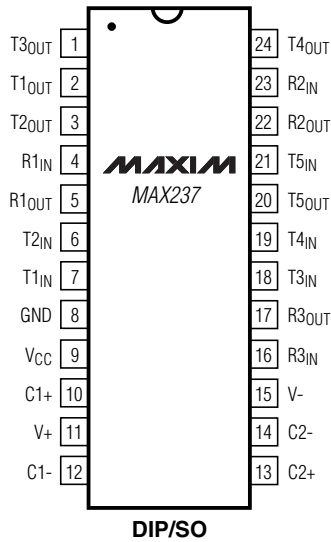 T3OUT 1 24 T4OUT
T1OUT 2 23 R2IN
T2OUT 3 22 R2OUT
R1IN 4 MAXIM 21 T5IN
R1OUT 5 MAX237 20 T5OUT
T2IN 6 19 T4IN
T1IN 7 18 T3IN
GND 8 17 R3OUT
VCC 9 16 R3IN
C1+ 10 15 V-
V+ 11 14 C2-
C1- 12 13 C2+
DIP/SO